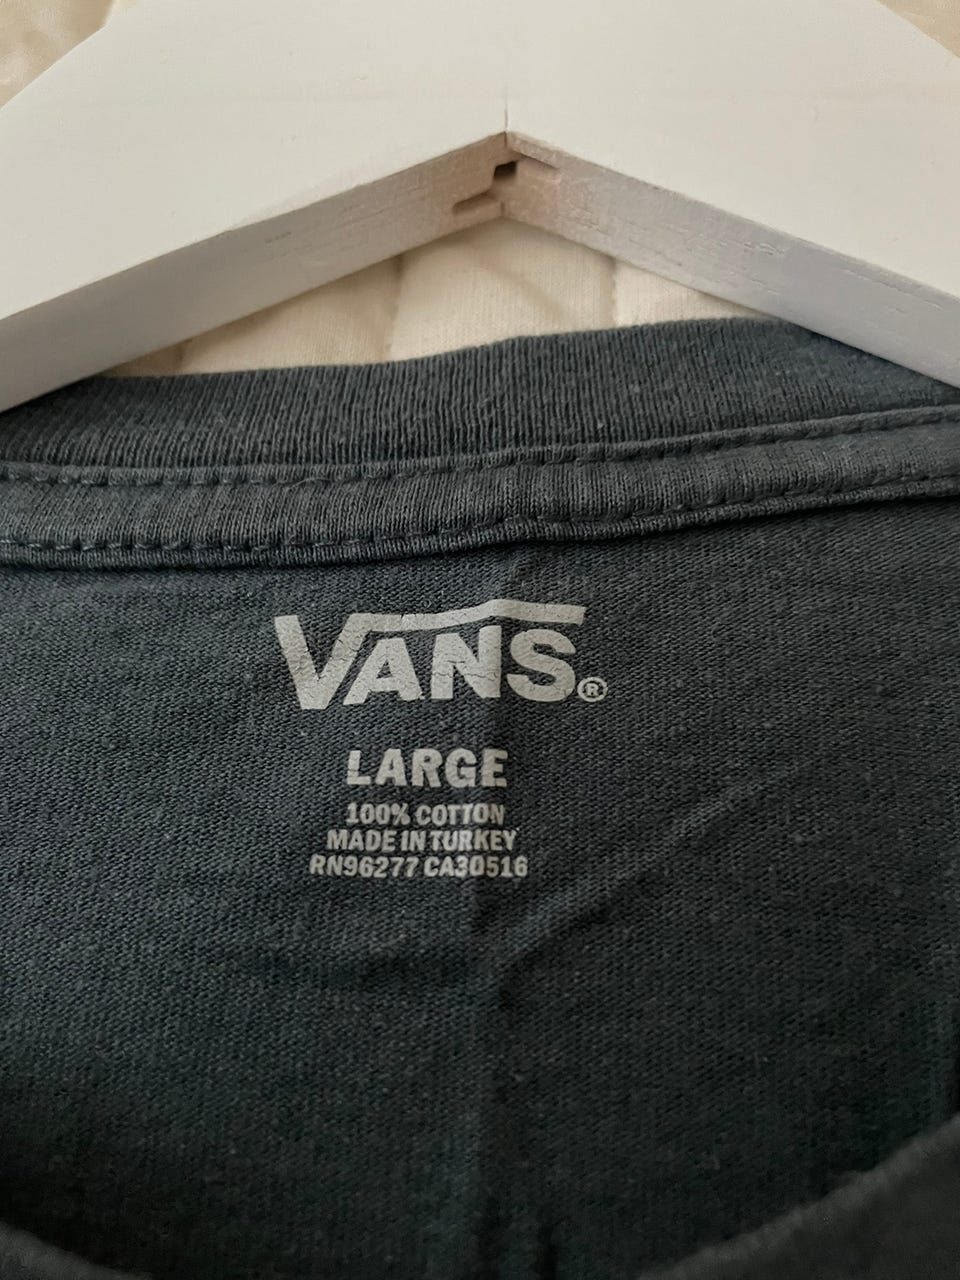 VANS®
LARGE
100% COTTON
MADE IN TURKEY
RN96277 CA30516